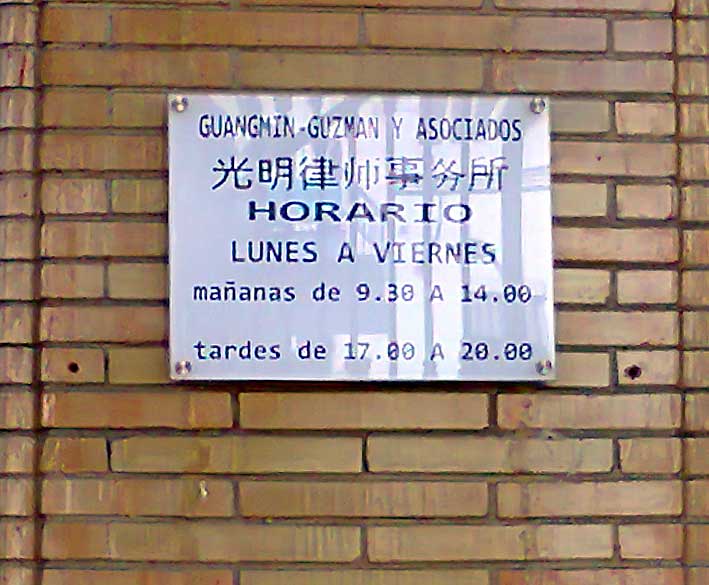 GUANGMIN-GUZMAN Y ASOCIADOS
光明律师事务所
HORARIO
LUNES A VIERNES
mañanas de 9.30 A 14.00
tardes de 17.00 A 20.00